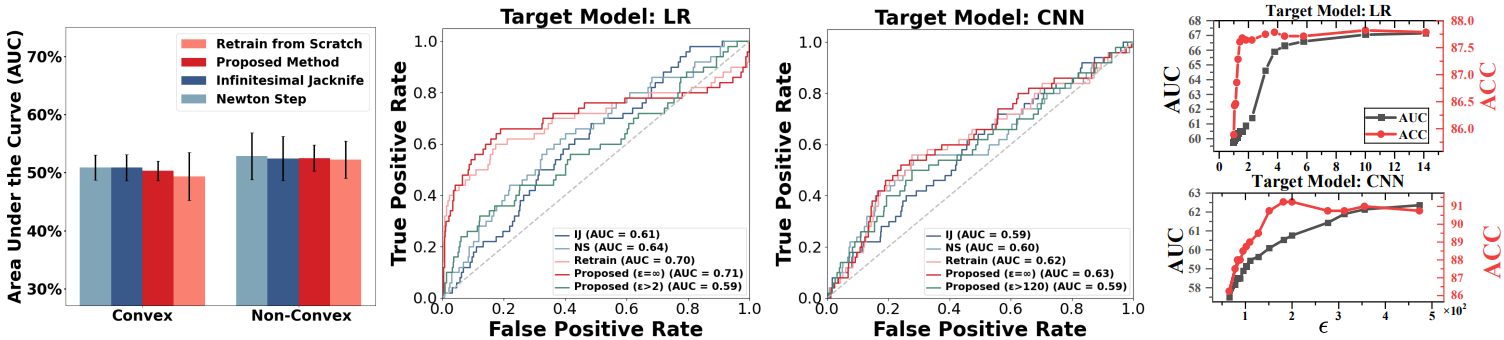 Area Under the Curve (AUC)
70%
60%
50%
40%
30%
Retrain from Scratch
Proposed Method
Infinitesimal Jacknife
Newton Step
Convex
Non-Convex
Target Model: LR
True Positive Rate
1.0
0.8
0.6
0.4
0.2
0.0
IJ (AUC = 0.61)
NS (AUC = 0.64)
Retrain (AUC = 0.70)
Proposed (ε=∞) (AUC = 0.71)
Proposed (ε>2) (AUC = 0.59)
0.0 0.2 0.4 0.6 0.8 1.0
False Positive Rate
Target Model: CNN
True Positive Rate
1.0
0.8
0.6
0.4
0.2
0.0
IJ (AUC = 0.59)
NS (AUC = 0.60)
Retrain (AUC = 0.62)
Proposed (ε=∞) (AUC = 0.63)
Proposed (ε>120) (AUC = 0.59)
0.0 0.2 0.4 0.6 0.8 1.0
False Positive Rate
Target Model: LR
AUC
68
67
66
65
64
63
62
61
60
AUC
ACC
88.0
87.5
87.0
86.5
86.0
ACC
0 2 4 6 8 10 12 14
Target Model: CNN
AUC
63
62
61
60
59
58
91
90
89
88
87
86
ACC
1 2 3 4 5 ×10²
ϵ